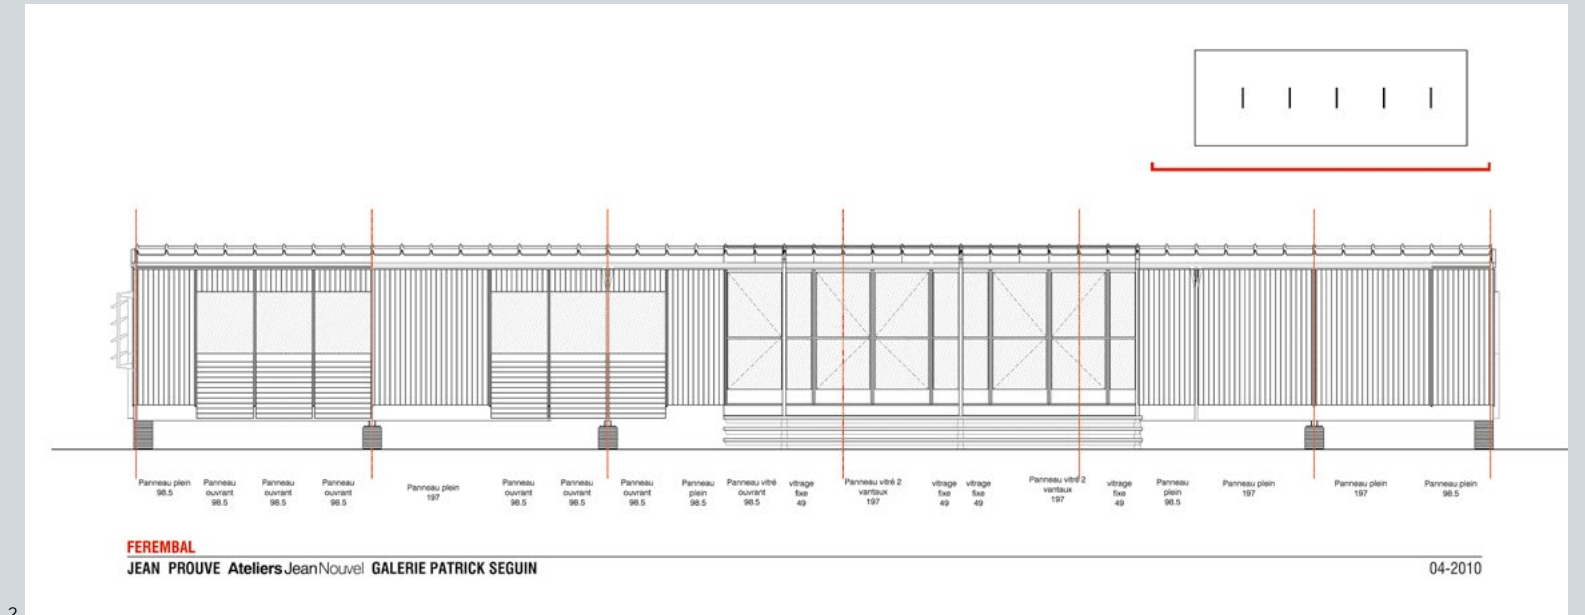 Panneau plein
98.5
Panneau
ouvrant
98.5
Panneau
ouvrant
98.5
Panneau
ouvrant
98.5
Panneau plein
197
Panneau
ouvrant
98.5
Panneau
ouvrant
98.5
Panneau
ouvrant
98.5
Panneau
plein
98.5
Panneau vitré
ouvrant
98.5
vitrage
fixe
49
Panneau vitré 2
vantaux
197
vitrage
fixe
49
vitrage
fixe
49
Panneau vitré 2
vantaux
197
vitrage
fixe
49
Panneau
plein
98.5
Panneau plein
197
Panneau plein
197
Panneau plein
98.5
FEREMBAL
JEAN PROUVE Ateliers Jean Nouvel GALERIE PATRICK SEGUIN 04-2010
2